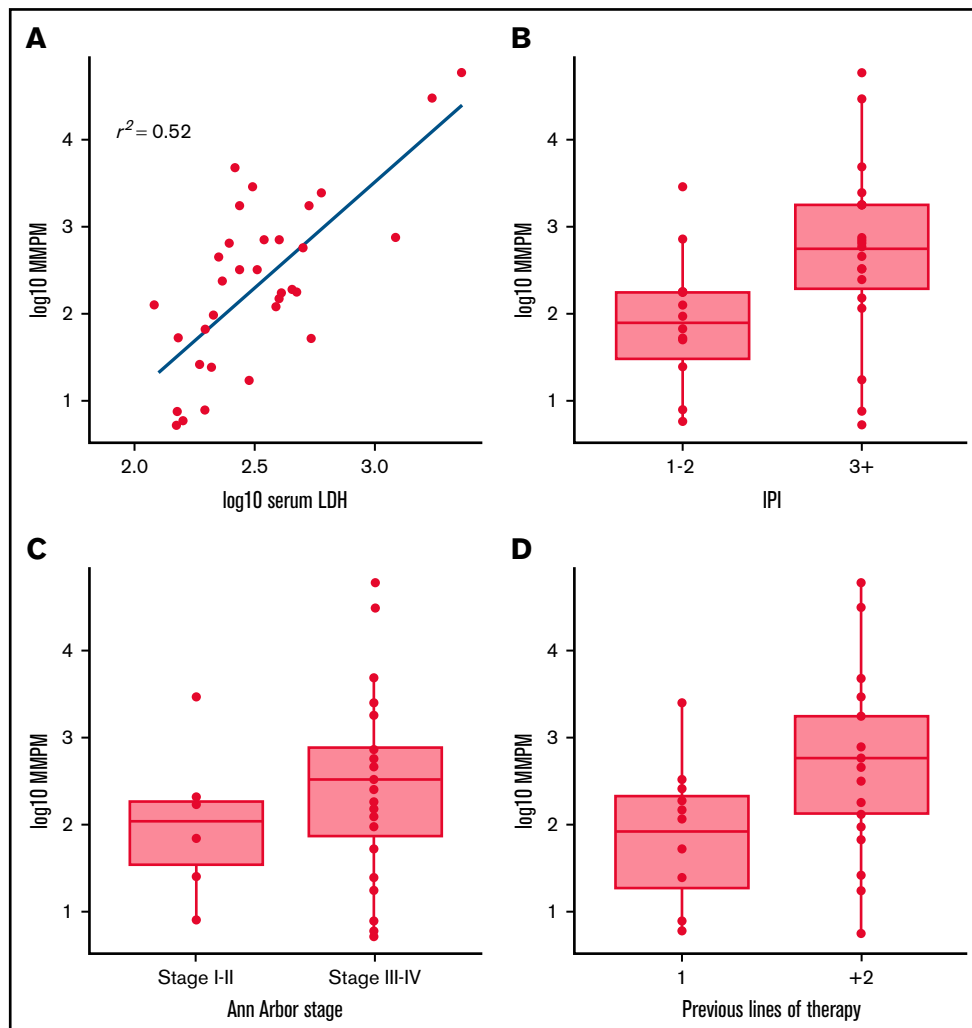 A
r² = 0.52
log10 MMPM
4
3
2
1
2.0
2.5
3.0
log10 serum LDH
B
log10 MMPM
4
3
2
1
1-2
3+
IPI
C
log10 MMPM
4
3
2
1
Stage I-II
Stage III-IV
Ann Arbor stage
D
log10 MMPM
4
3
2
1
1
+2
Previous lines of therapy